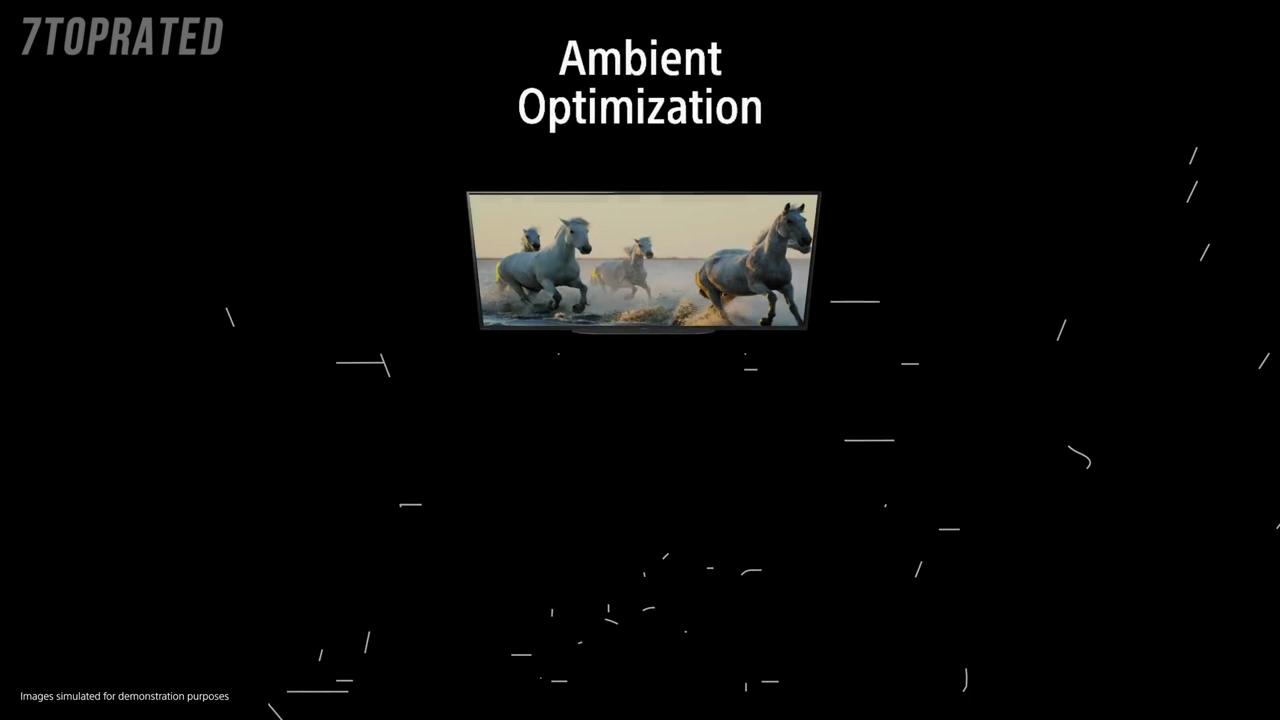 7TOPRATED
Ambient
Optimization
Images simulated for demonstration purposes